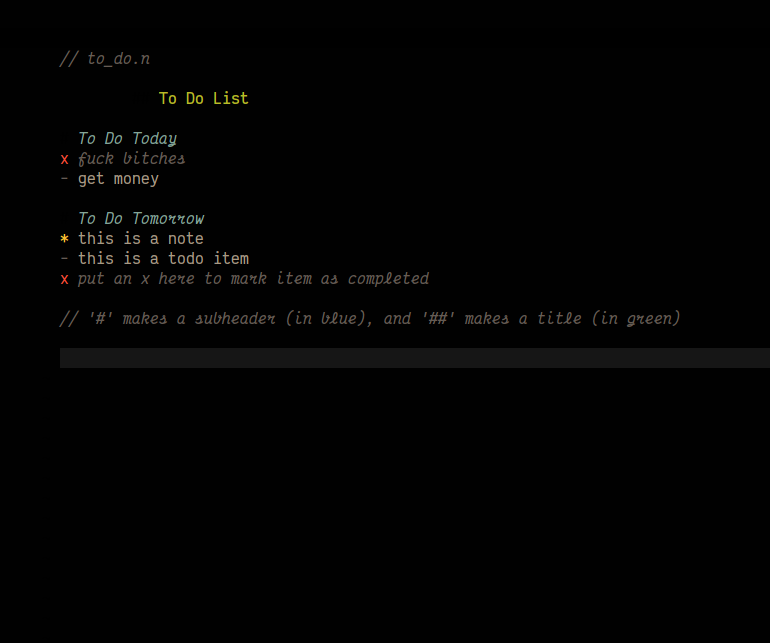 // to_do.n
To Do List
To Do Today
x fuck bitches
- get money
To Do Tomorrow
* this is a note
- this is a todo item
x put an x here to mark item as completed
// '#' makes a subheader (in blue), and '##' makes a title (in green)